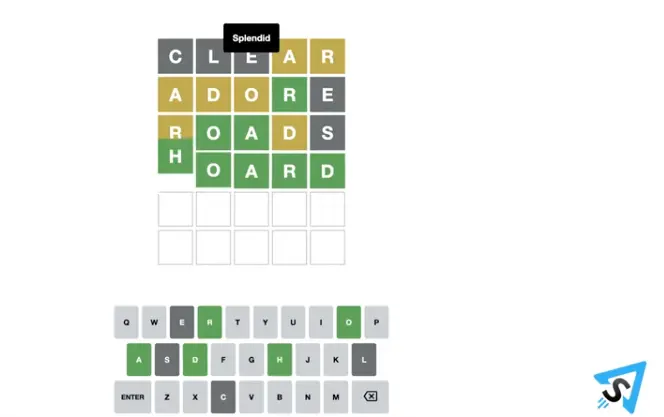 Splendid
C L E A R
A D O R E
R O A D S
H O A R D
Q W E R T Y U I O P
A S D F G H J K L
ENTER Z X C V B N M
S